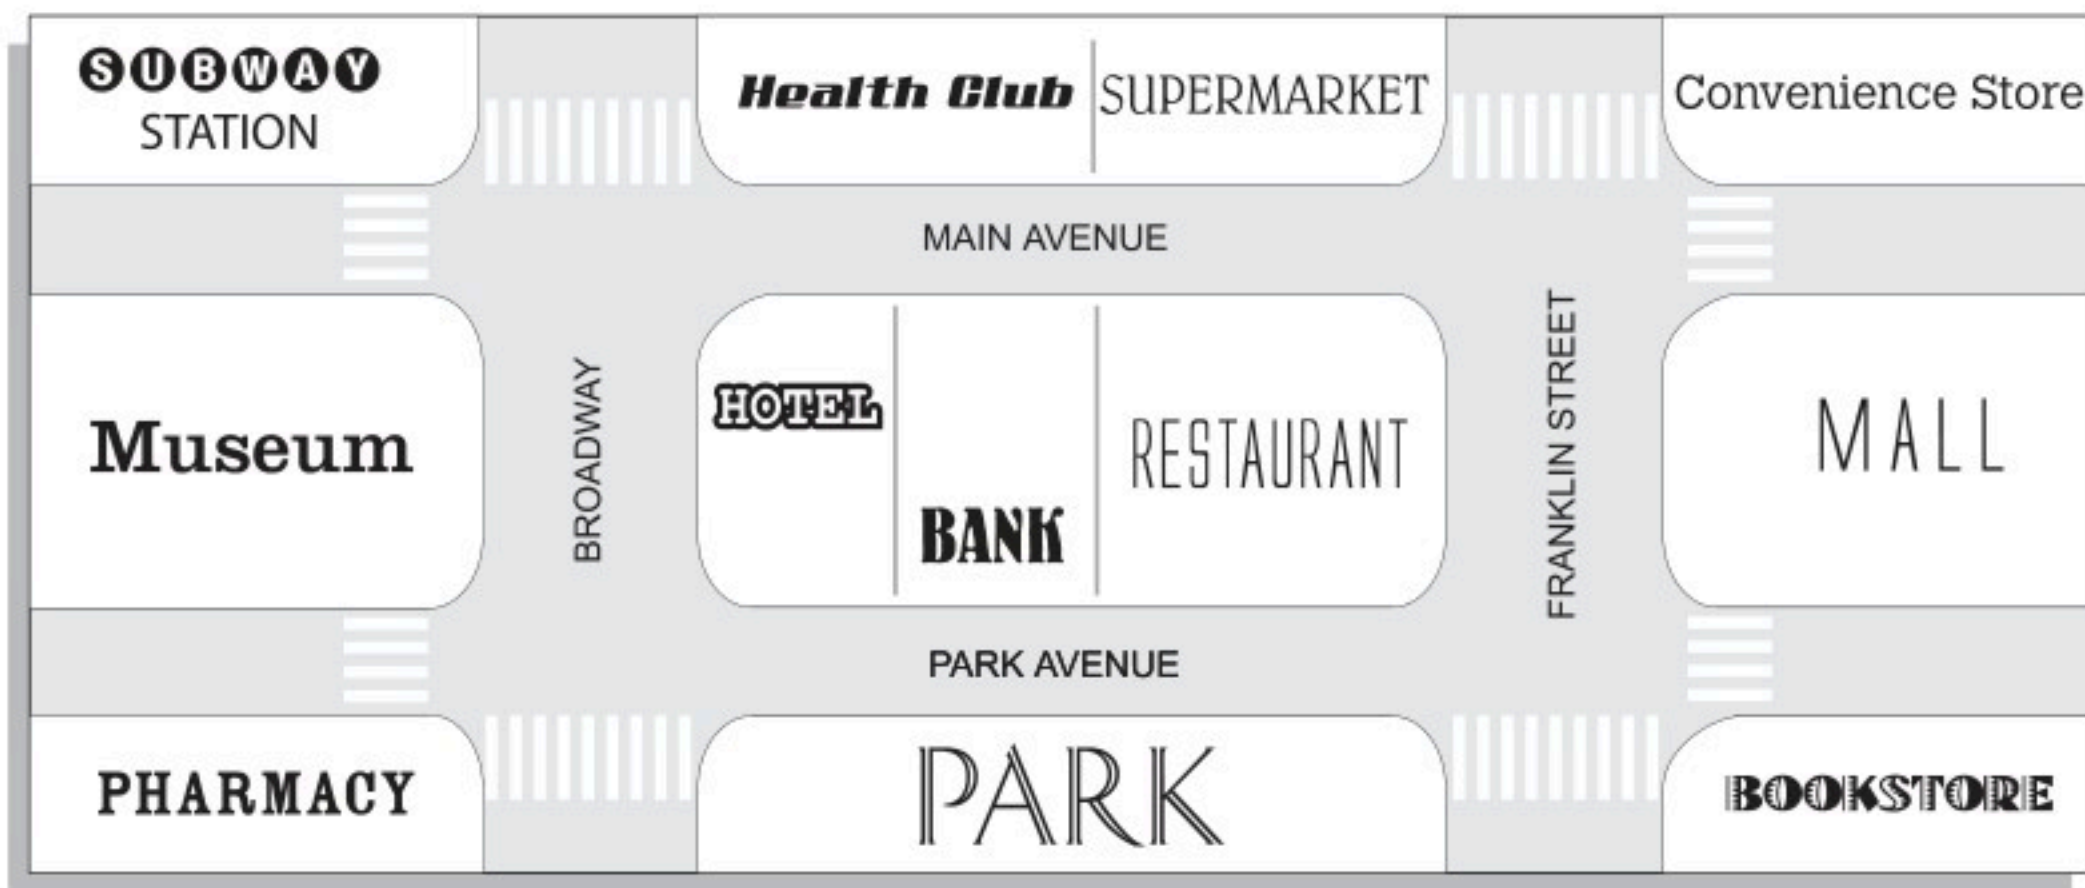 SUBWAY
STATION
Health Club
SUPERMARKET
Convenience Store
MAIN AVENUE
Museum
BROADWAY
HOTEL
BANK
RESTAURANT
FRANKLIN STREET
MALL
PARK AVENUE
PHARMACY
PARK
BOOKSTORE